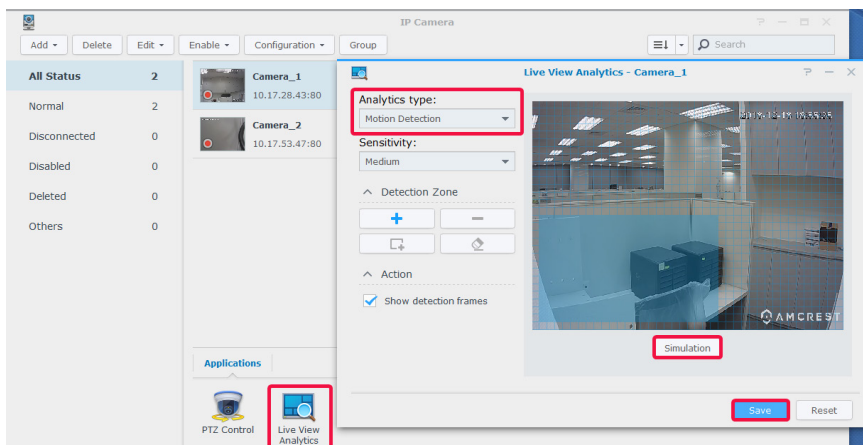 IP Camera
Add
Delete
Edit
Enable
Configuration
Group
Search
All Status 2
Normal 2
Disconnected 0
Disabled 0
Deleted 0
Others 0
Camera_1
10.17.28.43:80
Camera_2
10.17.53.47:80
Applications
PTZ Control
Live View
Analytics
Live View Analytics - Camera_1
Analytics type:
Motion Detection
Sensitivity:
Medium
Detection Zone
Action
Show detection frames
AMCREST
Simulation
Save
Reset